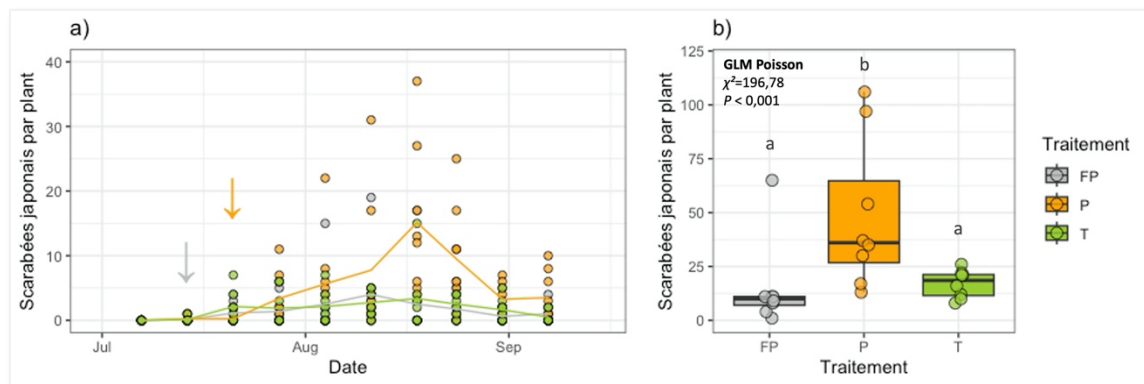 a)
Scarabées japonais par plant
40
30
20
10
0
Jul
Aug
Sep
Date
b)
Scarabées japonais par plant
125
100
75
50
25
0
GLM Poisson
χ²=196,78
P < 0,001
a
b
a
FP
P
T
Traitement
Traitement
FP
P
T